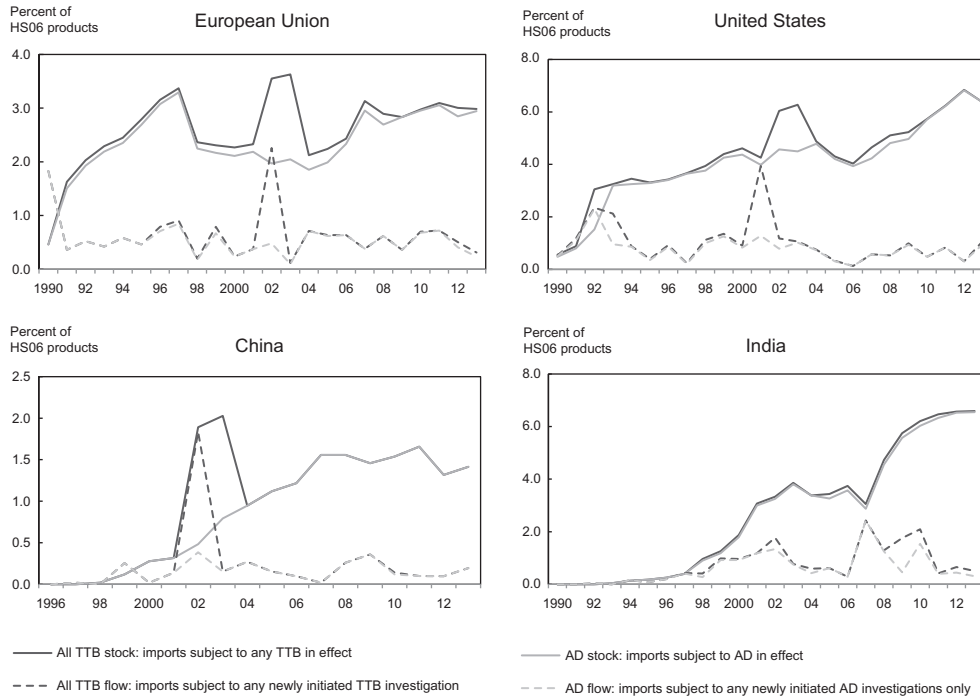 Percent of
HS06 products
European Union
4.0
3.0
2.0
1.0
0.0
1990 92 94 96 98 2000 02 04 06 08 10 12
Percent of
HS06 products
United States
8.0
6.0
4.0
2.0
0.0
1990 92 94 96 98 2000 02 04 06 08 10 12
Percent of
HS06 products
China
2.5
2.0
1.5
1.0
0.5
0.0
1996 98 2000 02 04 06 08 10 12
Percent of
HS06 products
India
8.0
6.0
4.0
2.0
0.0
1990 92 94 96 98 2000 02 04 06 08 10 12
All TTB stock: imports subject to any TTB in effect
AD stock: imports subject to AD in effect
All TTB flow: imports subject to any newly initiated TTB investigation
AD flow: imports subject to any newly initiated AD investigations only